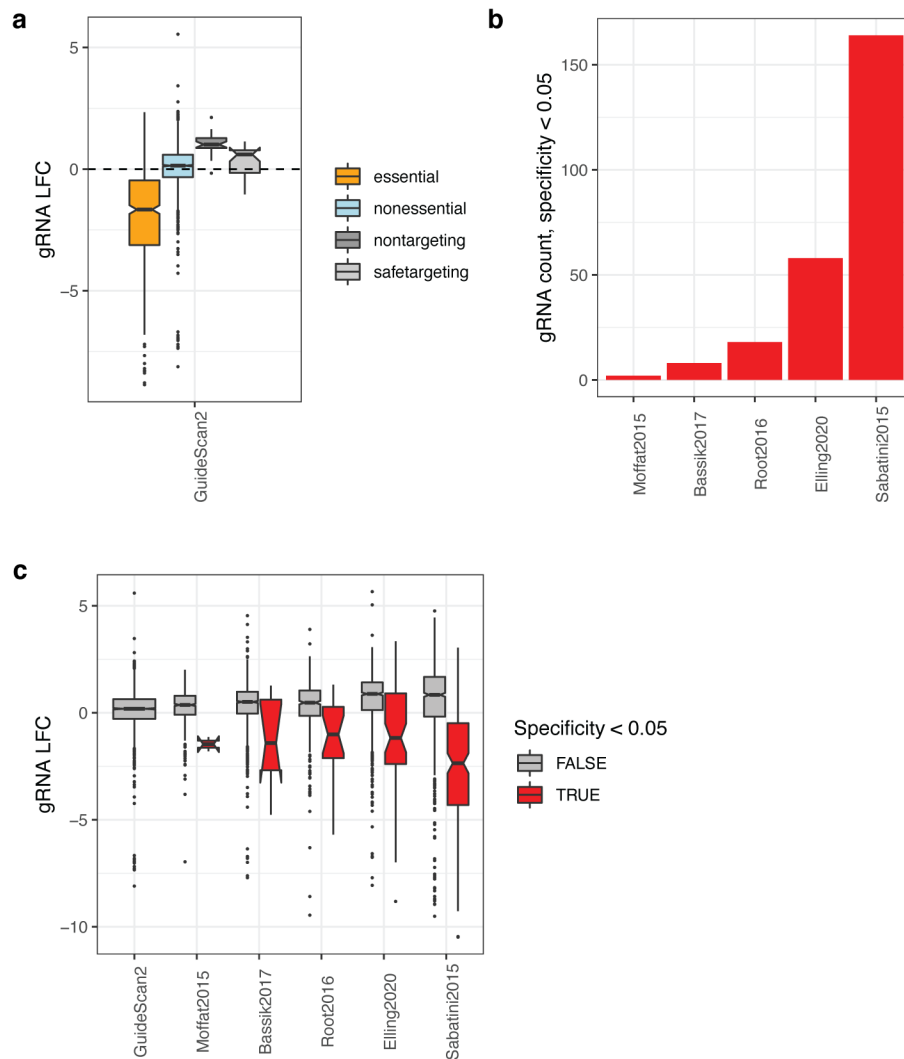 a
gRNA LFC
5
0
−5
GuideScan2
essential
nonessential
nontargeting
safetargeting
b
gRNA count, specificity < 0.05
150
100
50
0
Moffat2015
Bassik2017
Root2016
Elling2020
Sabatini2015
c
gRNA LFC
5
0
−5
−10
GuideScan2
Moffat2015
Bassik2017
Root2016
Elling2020
Sabatini2015
Specificity < 0.05
FALSE
TRUE